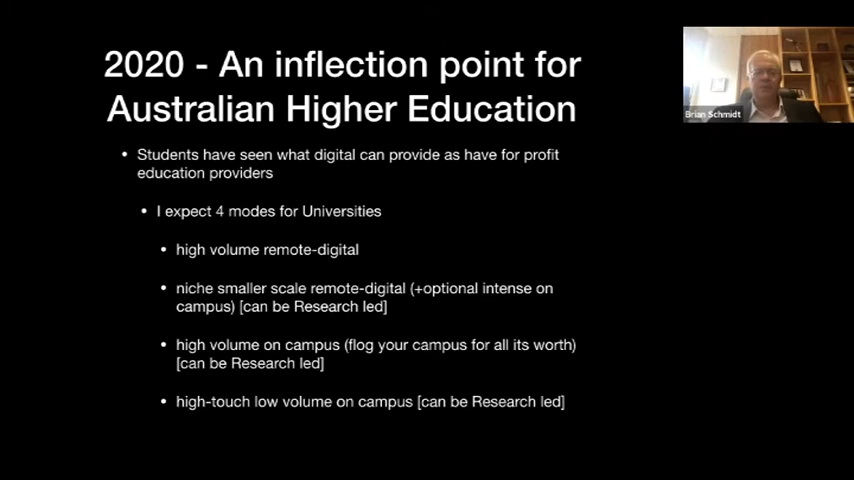 2020 - An inflection point for
Australian Higher Education
• Students have seen what digital can provide as have for profit
education providers
• I expect 4 modes for Universities
• high volume remote-digital
• niche smaller scale remote-digital (+optional intense on
campus) [can be Research led]
• high volume on campus (flog your campus for all its worth)
[can be Research led]
• high-touch low volume on campus [can be Research led]
Brian Schmidt